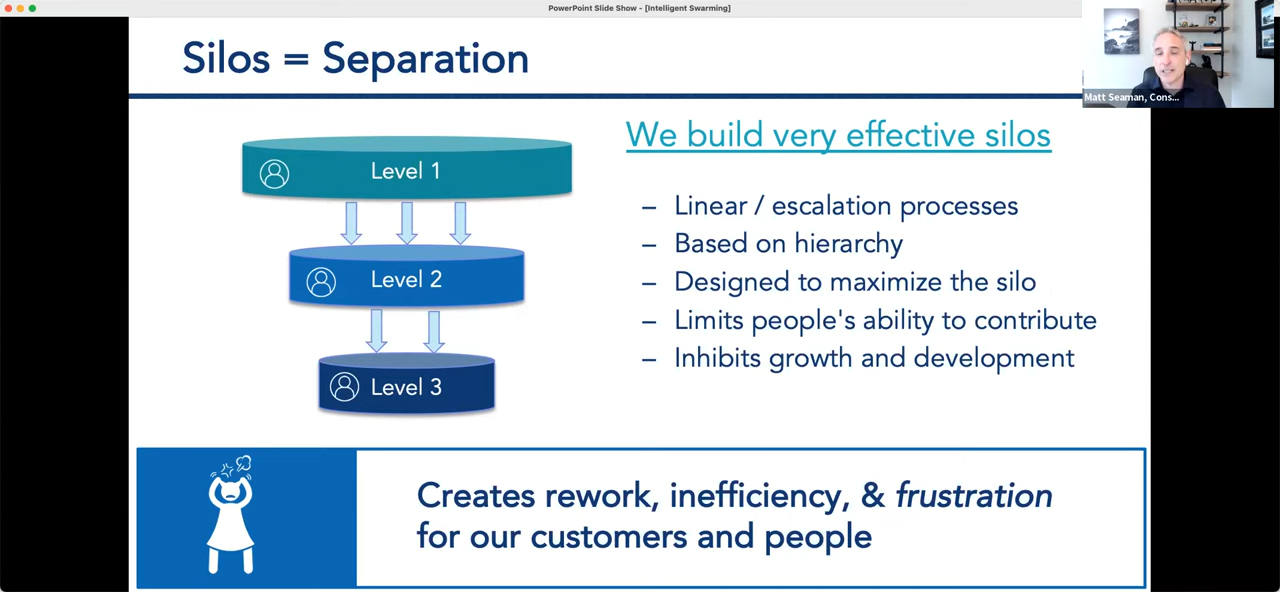 PowerPoint Slide Show - [Intelligent Swarming]
Silos = Separation
Matt Seaman, Cons...
We build very effective silos
Level 1
Level 2
Level 3
– Linear / escalation processes
– Based on hierarchy
– Designed to maximize the silo
– Limits people's ability to contribute
– Inhibits growth and development
Creates rework, inefficiency, & frustration
for our customers and people